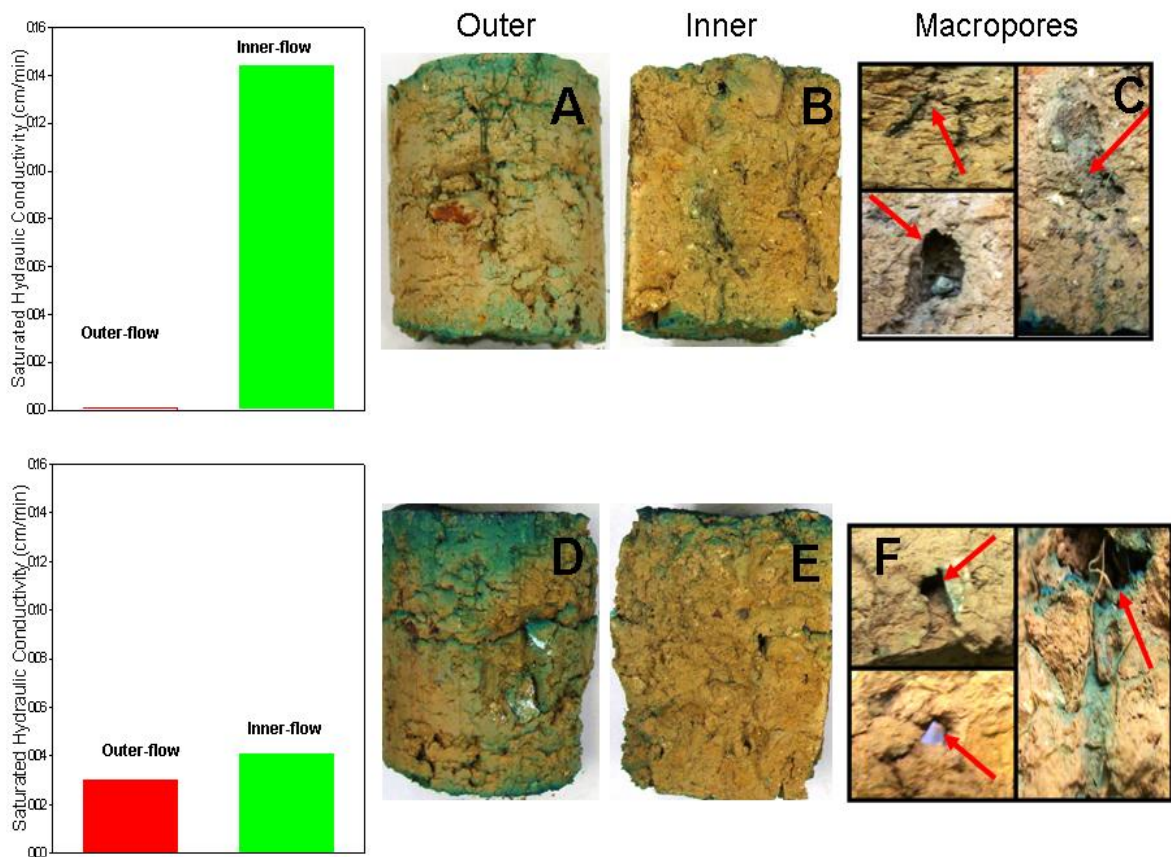 Outer
Inner
Macropores
Saturated Hydraulic Conductivity (cm/min)
0.16
0.14
0.12
0.10
0.08
0.06
0.04
0.02
0.00
Inner-flow
Outer-flow
A
B
C
Saturated Hydraulic Conductivity (cm/min)
0.16
0.14
0.12
0.10
0.08
0.06
0.04
0.02
0.00
Inner-flow
Outer-flow
D
E
F